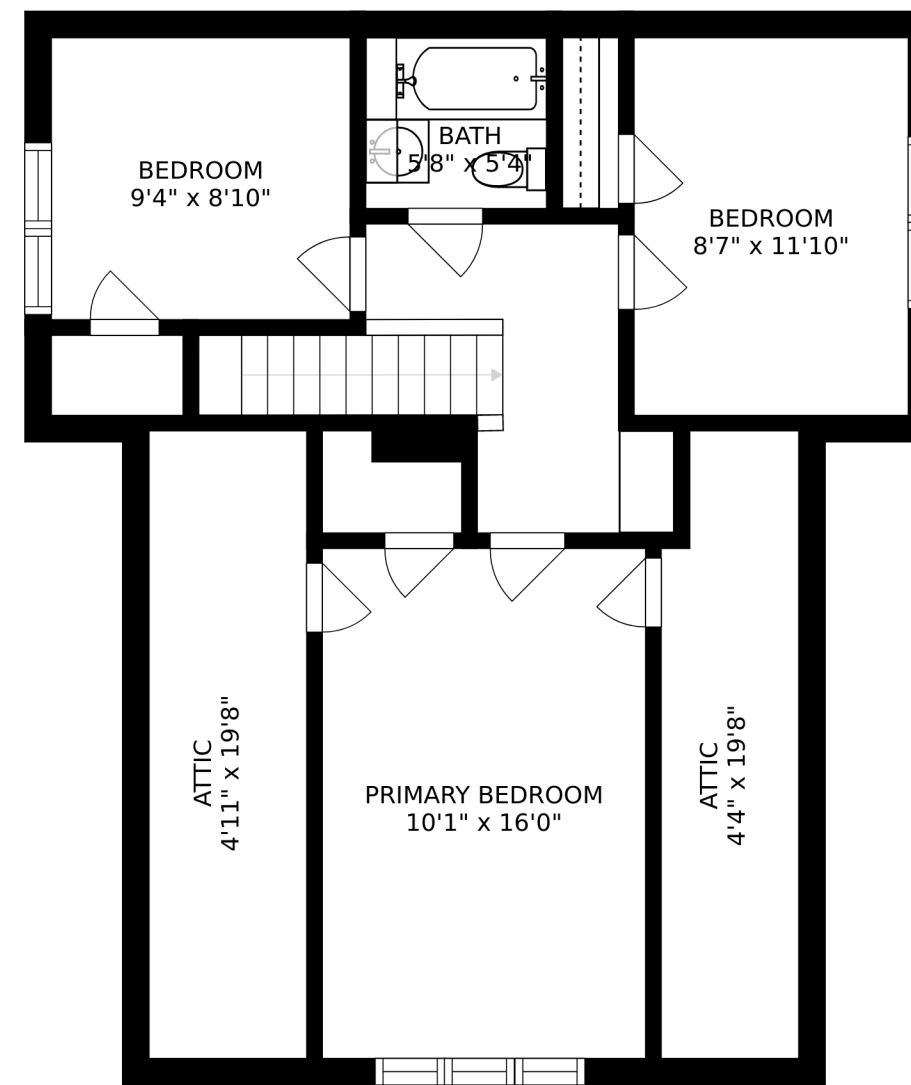 BATH
5'8" x 5'4"
BEDROOM
9'4" x 8'10"
BEDROOM
8'7" x 11'10"
ATTIC
4'11" x 19'8"
PRIMARY BEDROOM
10'1" x 16'0"
ATTIC
4'4" x 19'8"